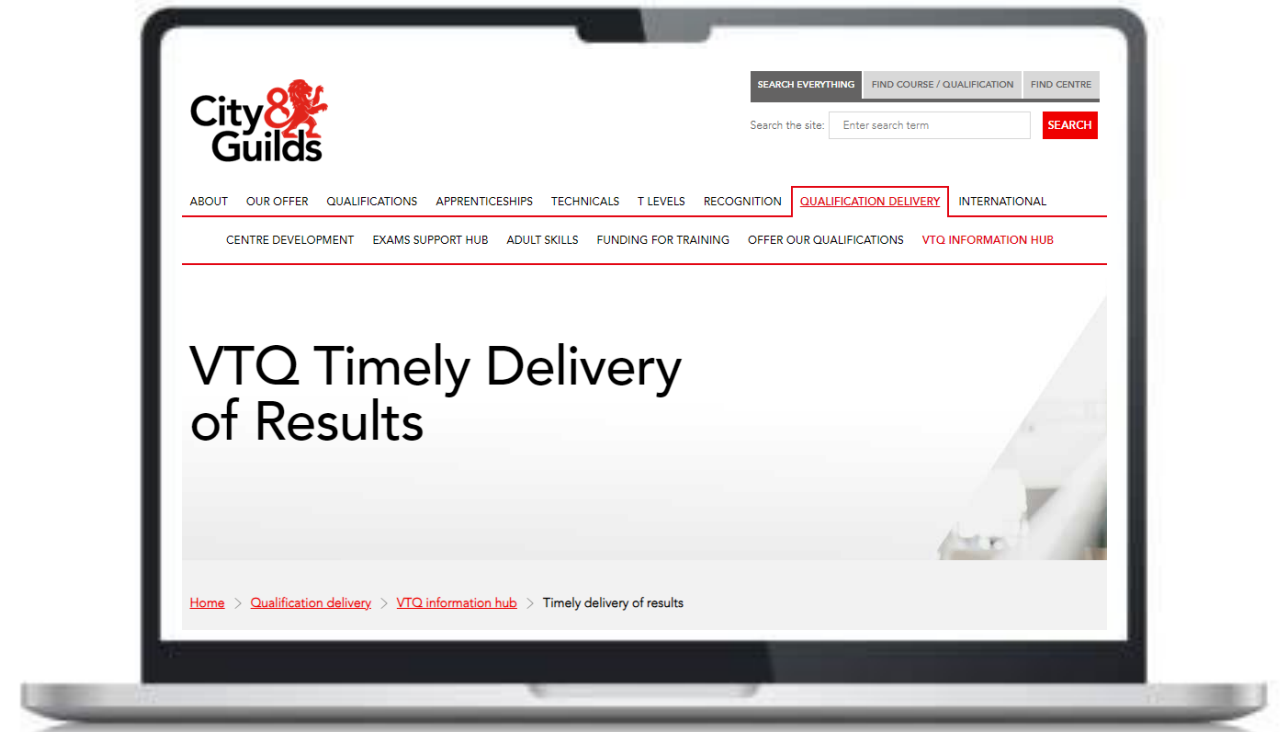 City&
Guilds
SEARCH EVERYTHING FIND COURSE / QUALIFICATION FIND CENTRE
Search the site: Enter search term SEARCH
ABOUT OUR OFFER QUALIFICATIONS APPRENTICESHIPS TECHNICALS T LEVELS RECOGNITION QUALIFICATION DELIVERY INTERNATIONAL
CENTRE DEVELOPMENT EXAMS SUPPORT HUB ADULT SKILLS FUNDING FOR TRAINING OFFER OUR QUALIFICATIONS VTQ INFORMATION HUB
VTQ Timely Delivery
of Results
Home > Qualification delivery > VTQ information hub > Timely delivery of results